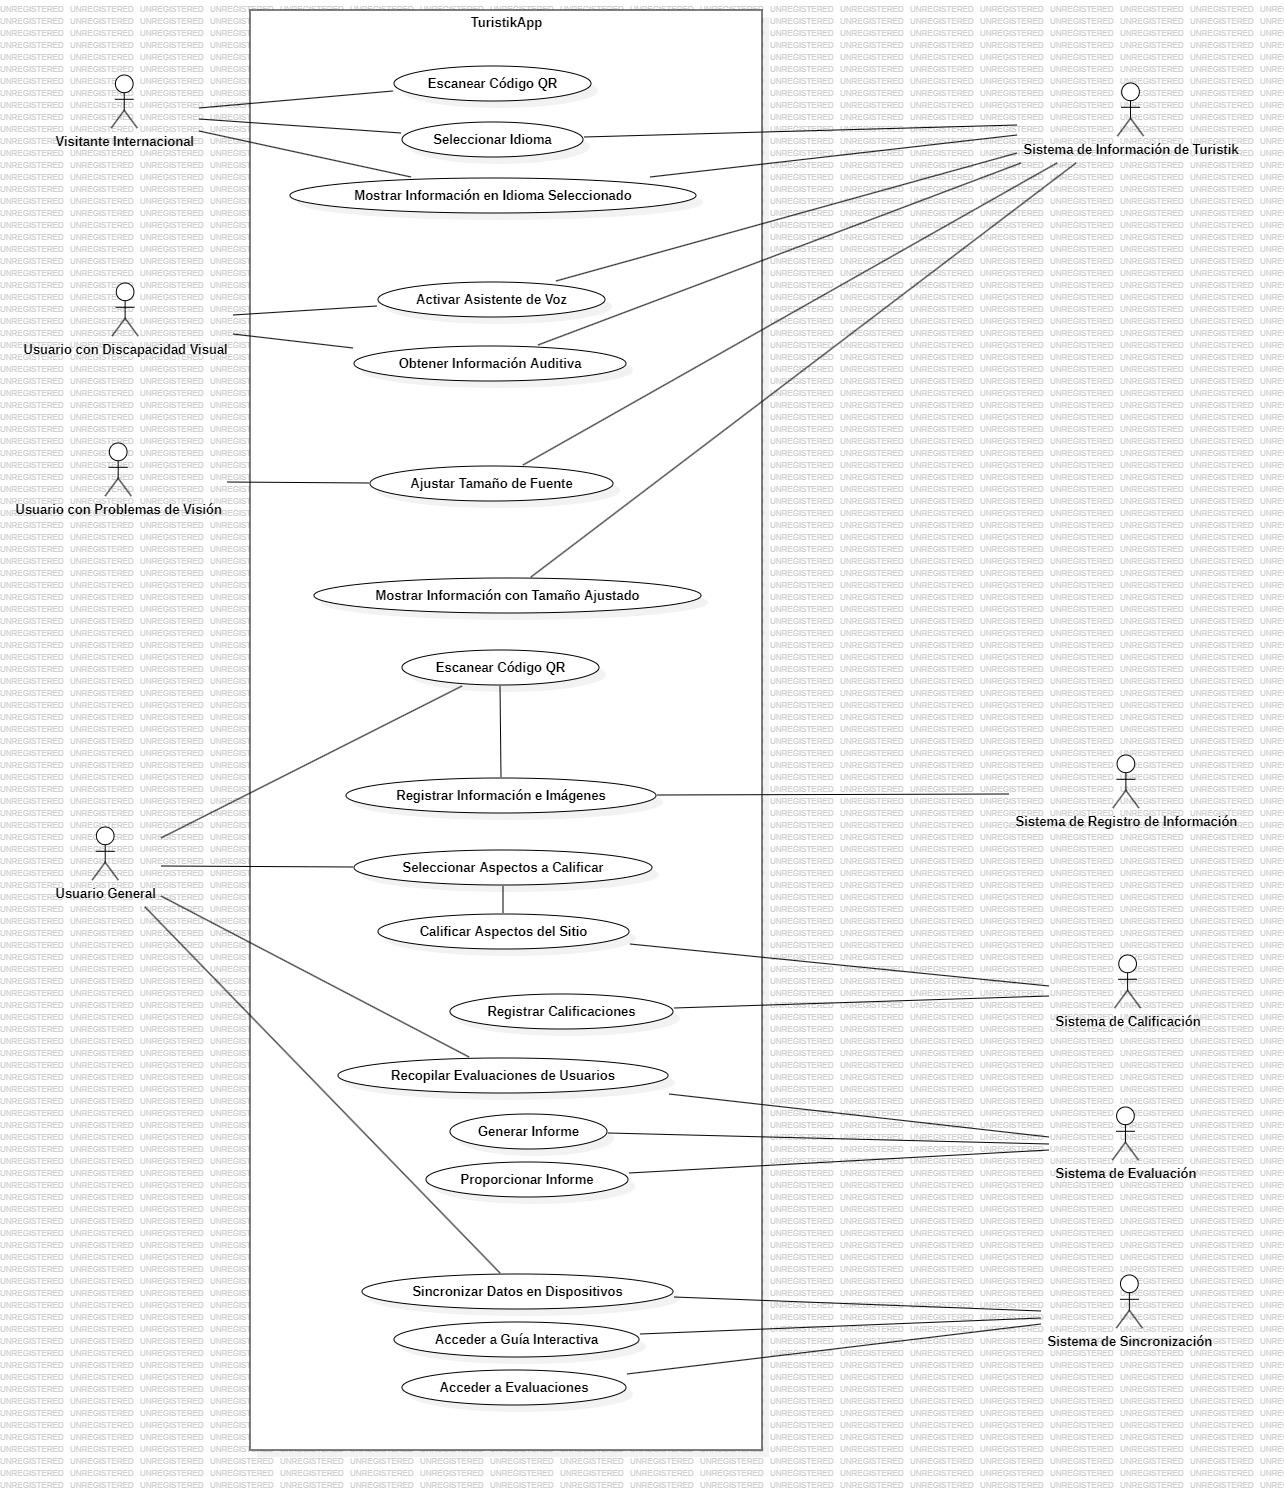 TuristikApp
Escanear Código QR
Visitante Internacional
Seleccionar Idioma
Sistema de Información de Turistik
Mostrar Información en Idioma Seleccionado
Activar Asistente de Voz
Usuario con Discapacidad Visual
Obtener Información Auditiva
Ajustar Tamaño de Fuente
Usuario con Problemas de Visión
Mostrar Información con Tamaño Ajustado
Escanear Código QR
Registrar Información e Imágenes
Sistema de Registro de Información
Seleccionar Aspectos a Calificar
Usuario General
Calificar Aspectos del Sitio
Registrar Calificaciones
Sistema de Calificación
Recopilar Evaluaciones de Usuarios
Generar Informe
Proporcionar Informe
Sistema de Evaluación
Sincronizar Datos en Dispositivos
Acceder a Guía Interactiva
Sistema de Sincronización
Acceder a Evaluaciones
UNREGISTERED